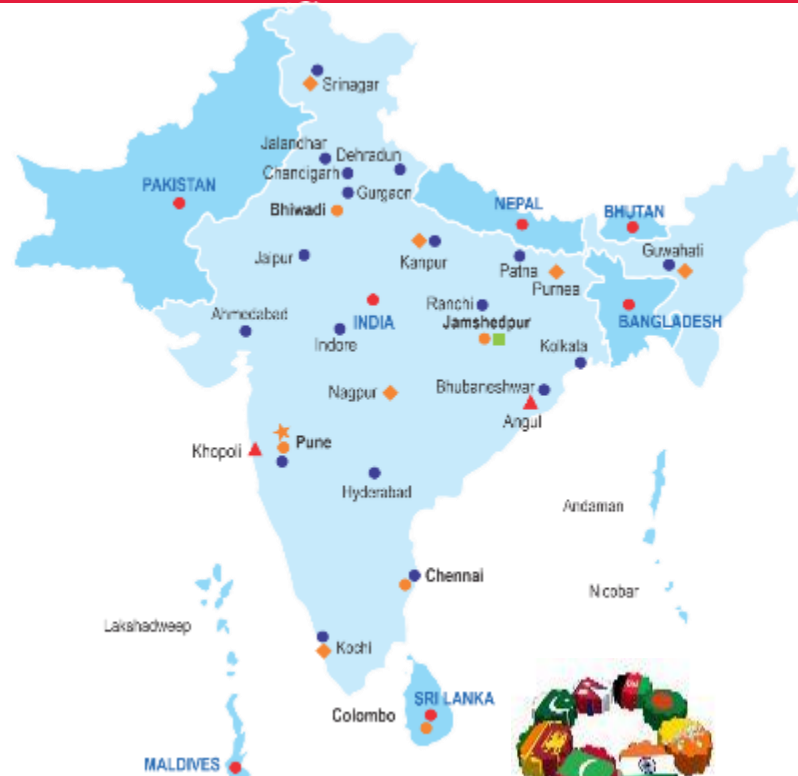 Srinagar
Jalandhar
Dehradun
Chandigarh
PAKISTAN
Gurgaon
NEPAL
Bhiwadi
BHUTAN
Guwahati
Jaipur
Kanpur
Patna
Purnea
Ahmedabad
Ranchi
INDIA
Jamshedpur
BANGLADESH
Indore
Kolkata
Nagpur
Bhubaneshwar
Angul
Khopoli
Pune
Hyderabad
Andaman
Chennai
Nicobar
Lakshadweep
Kochi
SRI LANKA
Colombo
MALDIVES